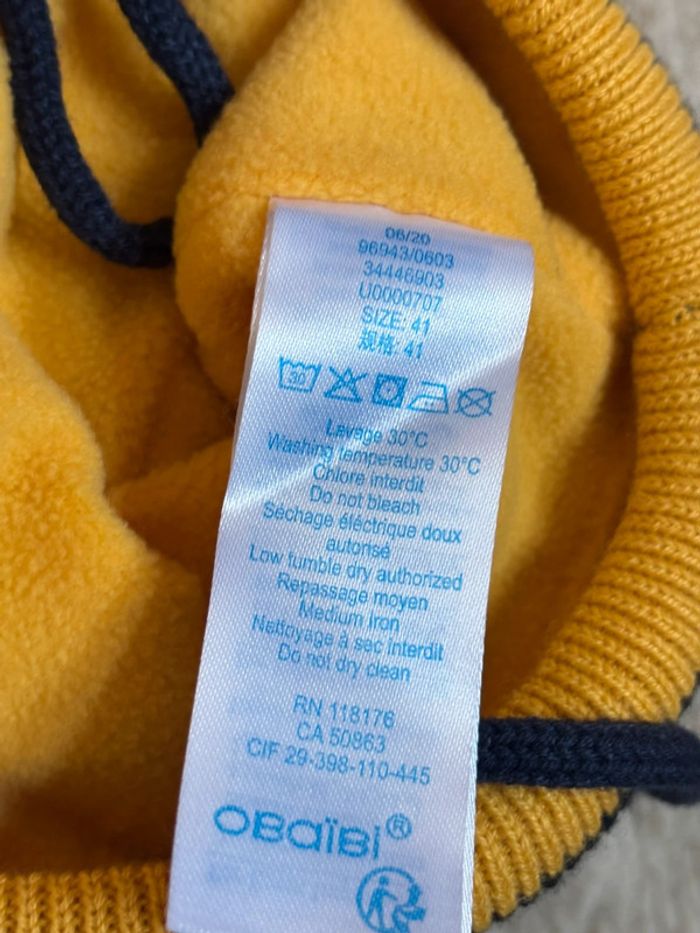 06/20
96943/0603
34446903
U0000707
SIZE: 41
规格: 41
30
Lavage 30°C
Washing temperature 30°C
Chlore interdit
Do not bleach
Séchage éléctrique doux
autorisé
Low tumble dry authorized
Repassage moyen
Medium iron
Nettoyage à sec interdit
Do not dry clean
RN 118176
CA 50863
CIF 29-398-110-445
OBaïBi®